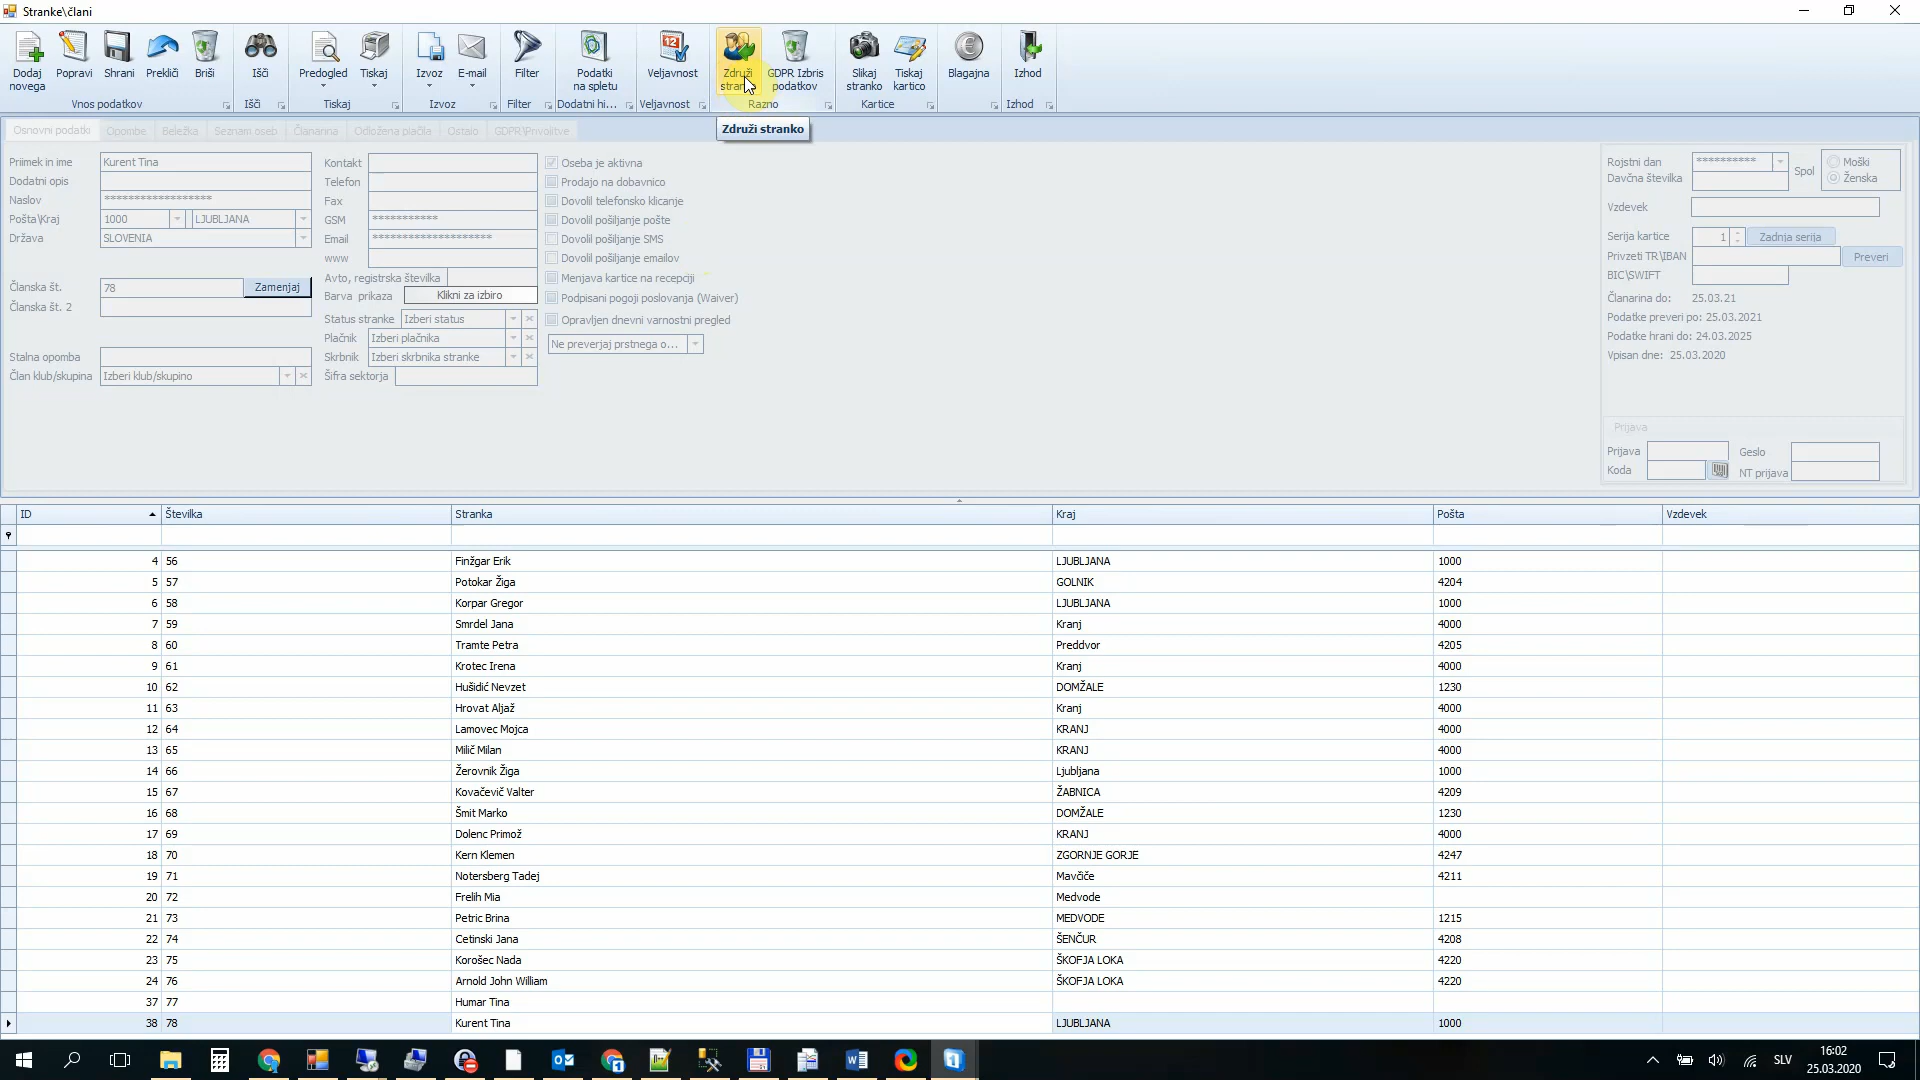 Stranke\člani
Dodaj novega
Popravi
Shrani
Prekliči
Briši
Išči
Predogled
Tiskaj
Izvoz
E-mail
Filter
Podatki na spletu
Veljavnost
Združi stranko
GDPR Izbris podatkov
Slikaj stranko
Tiskaj kartico
Blagajna
Izhod
Vnos podatkov
Išči
Tiskaj
Izvoz
Filter
Dodatni hi...
Veljavnost
Razno
Kartice
Izhod
Združi stranko
Osnovni podatki Opombe Beležka Seznam oseb Članarina Odložena plačila Ostalo GDPR\Privolitve
Priimek in ime Kurent Tina
Dodatni opis
Naslov ******************
Pošta\Kraj 1000 LJUBLJANA
Država SLOVENIA
Članska št. 78 Zamenjaj
Članska št. 2
Stalna opomba
Član klub/skupina Izberi klub/skupino
Kontakt
Telefon
Fax
GSM ***********
Email ********************
www
Avto, registrska številka
Barva prikaza Klikni za izbiro
Status stranke Izberi status
Plačnik Izberi plačnika
Skrbnik Izberi skrbnika stranke
Šifra sektorja
Oseba je aktivna
Prodajo na dobavnico
Dovolil telefonsko klicanje
Dovolil pošiljanje pošte
Dovolil pošiljanje SMS
Dovolil pošiljanje emailov
Menjava kartice na recepciji
Podpisani pogoji poslovanja (Waiver)
Opravljen dnevni varnostni pregled
Ne preverjaj prstnega o...
Rojstni dan **********
Davčna številka
Spol
Moški
Ženska
Vzdevek
Serija kartice 1 Zadnja serija
Privzeti TR\IBAN Preveri
BIC\SWIFT
Članarina do: 25.03.21
Podatke preveri po: 25.03.2021
Podatke hrani do: 24.03.2025
Vpisan dne: 25.03.2020
Prijava
Prijava Geslo
Koda NT prijava
ID Številka Stranka Kraj Pošta Vzdevek
4 56 Finžgar Erik LJUBLJANA 1000
5 57 Potokar Žiga GOLNIK 4204
6 58 Korpar Gregor LJUBLJANA 1000
7 59 Smrdel Jana Kranj 4000
8 60 Tramte Petra Preddvor 4205
9 61 Krotec Irena Kranj 4000
10 62 Hušidić Nevzet DOMŽALE 1230
11 63 Hrovat Aljaž Kranj 4000
12 64 Lamovec Mojca KRANJ 4000
13 65 Milič Milan KRANJ 4000
14 66 Žerovnik Žiga Ljubljana 1000
15 67 Kovačevič Valter ŽABNICA 4209
16 68 Šmit Marko DOMŽALE 1230
17 69 Dolenc Primož KRANJ 4000
18 70 Kern Klemen ZGORNJE GORJE 4247
19 71 Notersberg Tadej Mavčiče 4211
20 72 Frelih Mia Medvode
21 73 Petric Brina MEDVODE 1215
22 74 Cetinski Jana ŠENČUR 4208
23 75 Korošec Nada ŠKOFJA LOKA 4220
24 76 Arnold John William ŠKOFJA LOKA 4220
37 77 Humar Tina
38 78 Kurent Tina LJUBLJANA 1000
SLV
16:02
25.03.2020